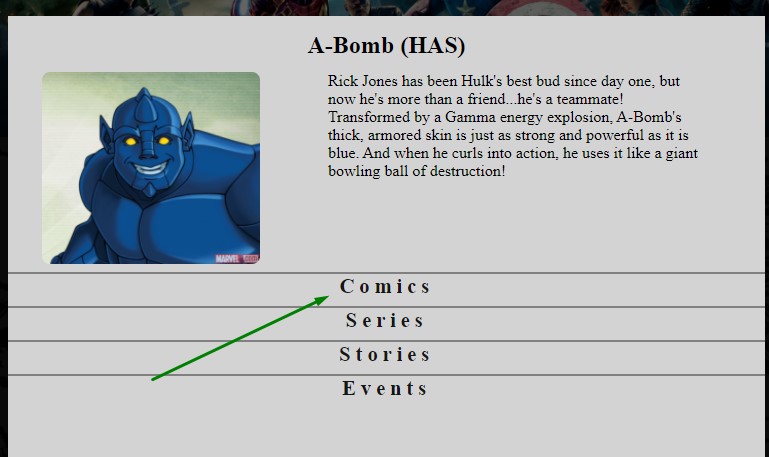 A-Bomb (HAS)
Rick Jones has been Hulk's best bud since day one, but
now he's more than a friend...he's a teammate!
Transformed by a Gamma energy explosion, A-Bomb's
thick, armored skin is just as strong and powerful as it is
blue. And when he curls into action, he uses it like a giant
bowling ball of destruction!
MARVEL
Comics
Series
Stories
Events